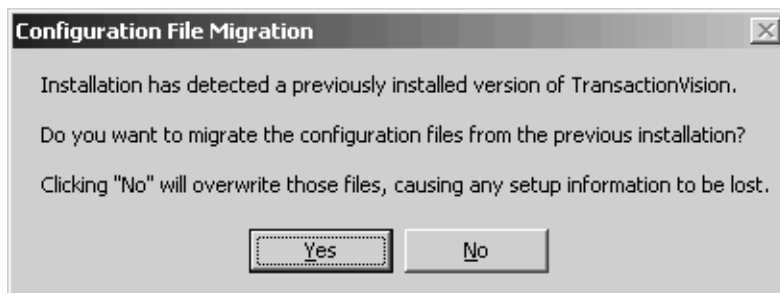 Configuration File Migration
Installation has detected a previously installed version of TransactionVision.
Do you want to migrate the configuration files from the previous installation?
Clicking "No" will overwrite those files, causing any setup information to be lost.
Yes No